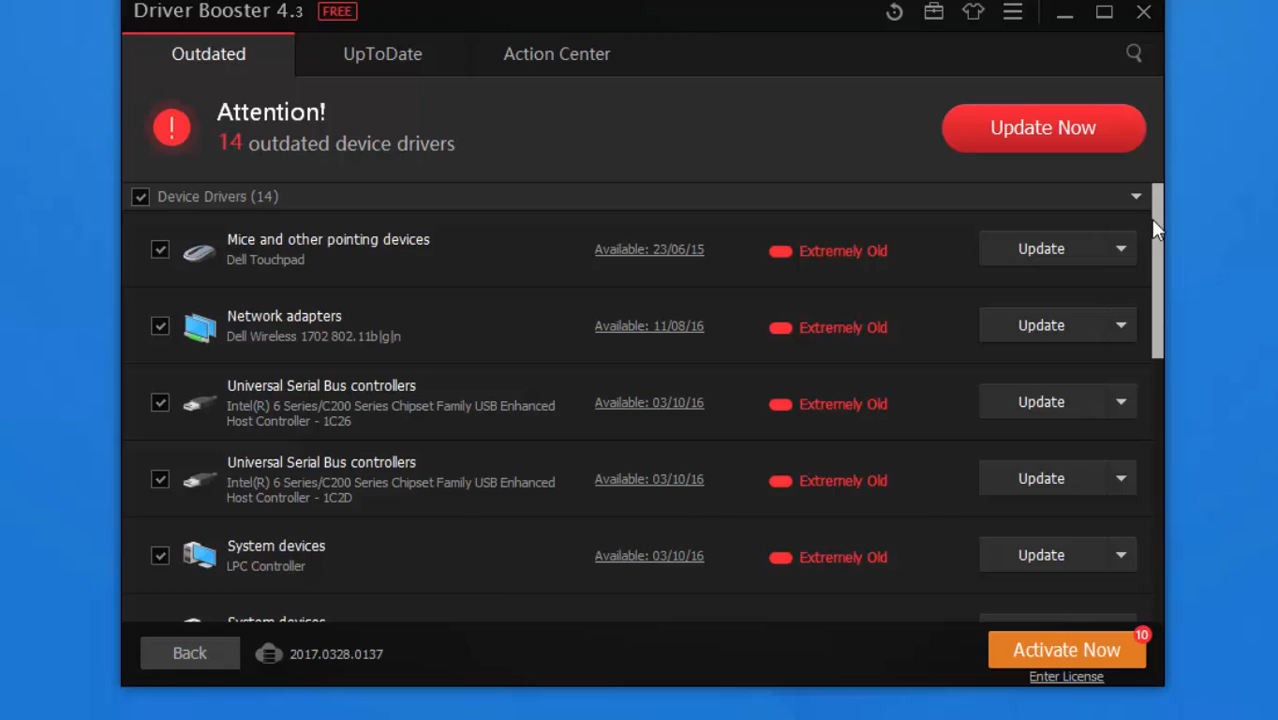 Driver Booster 4.3 FREE
Outdated UpToDate Action Center
Attention!
14 outdated device drivers
Update Now
Device Drivers (14)
Mice and other pointing devices
Dell Touchpad
Available: 23/06/15
Extremely Old
Update
Network adapters
Dell Wireless 1702 802.11b|g|n
Available: 11/08/16
Extremely Old
Update
Universal Serial Bus controllers
Intel(R) 6 Series/C200 Series Chipset Family USB Enhanced
Host Controller - 1C26
Available: 03/10/16
Extremely Old
Update
Universal Serial Bus controllers
Intel(R) 6 Series/C200 Series Chipset Family USB Enhanced
Host Controller - 1C2D
Available: 03/10/16
Extremely Old
Update
System devices
LPC Controller
Available: 03/10/16
Extremely Old
Update
System devices
Back
2017.0328.0137
Activate Now
10
Enter License